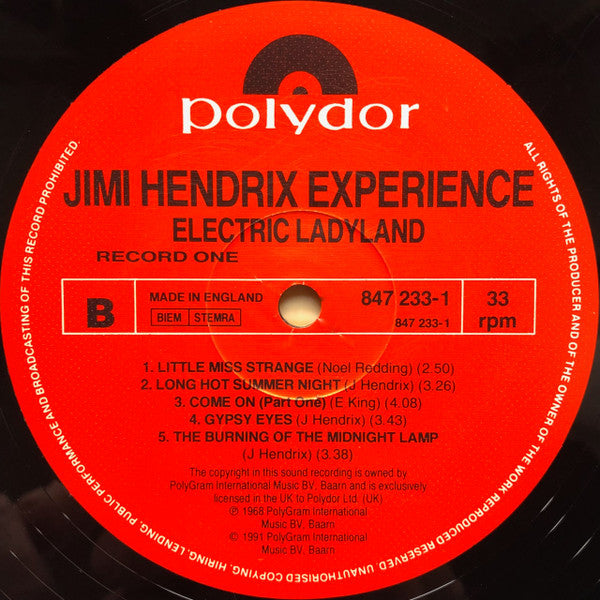 polydor
JIMI HENDRIX EXPERIENCE
ELECTRIC LADYLAND
RECORD ONE
B
MADE IN ENGLAND
BIEM STEMRA
847 233-1
847 233-1
33
rpm
1. LITTLE MISS STRANGE (Noel Redding) (2.50)
2. LONG HOT SUMMER NIGHT (J Hendrix) (3.26)
3. COME ON (Part One) (E King) (4.08)
4. GYPSY EYES (J Hendrix) (3.43)
5. THE BURNING OF THE MIDNIGHT LAMP
(J Hendrix) (3.38)
The copyright in this sound recording is owned by
PolyGram International Music BV, Baarn and is exclusively
licensed in the UK to Polydor Ltd. (UK)
℗ 1968 PolyGram International
Music BV, Baarn
© 1991 PolyGram International
Music BV, Baarn
ALL RIGHTS OF THE PRODUCER AND OF THE OWNER OF THE WORK REPRODUCED RESERVED. UNAUTHORISED COPYING, HIRING, LENDING, PUBLIC PERFORMANCE AND BROADCASTING OF THIS RECORD PROHIBITED.